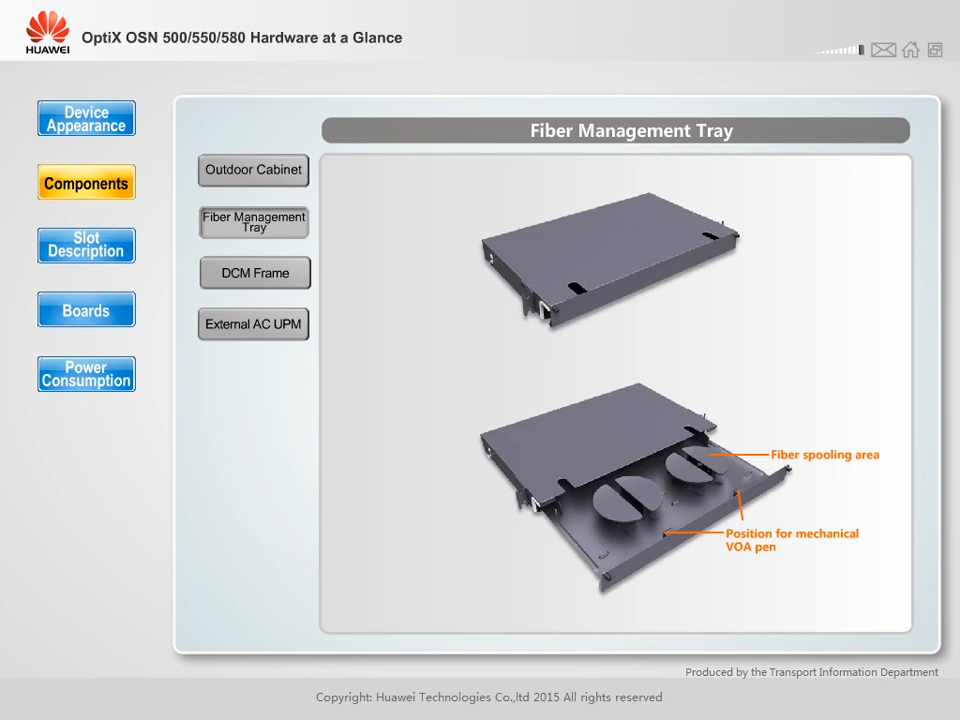 HUAWEI
OptiX OSN 500/550/580 Hardware at a Glance
Device
Appearance
Components
Slot
Description
Boards
Power
Consumption
Outdoor Cabinet
Fiber Management
Tray
DCM Frame
External AC UPM
Fiber Management Tray
Fiber spooling area
Position for mechanical
VOA pen
Produced by the Transport Information Department
Copyright: Huawei Technologies Co.,ltd 2015 All rights reserved